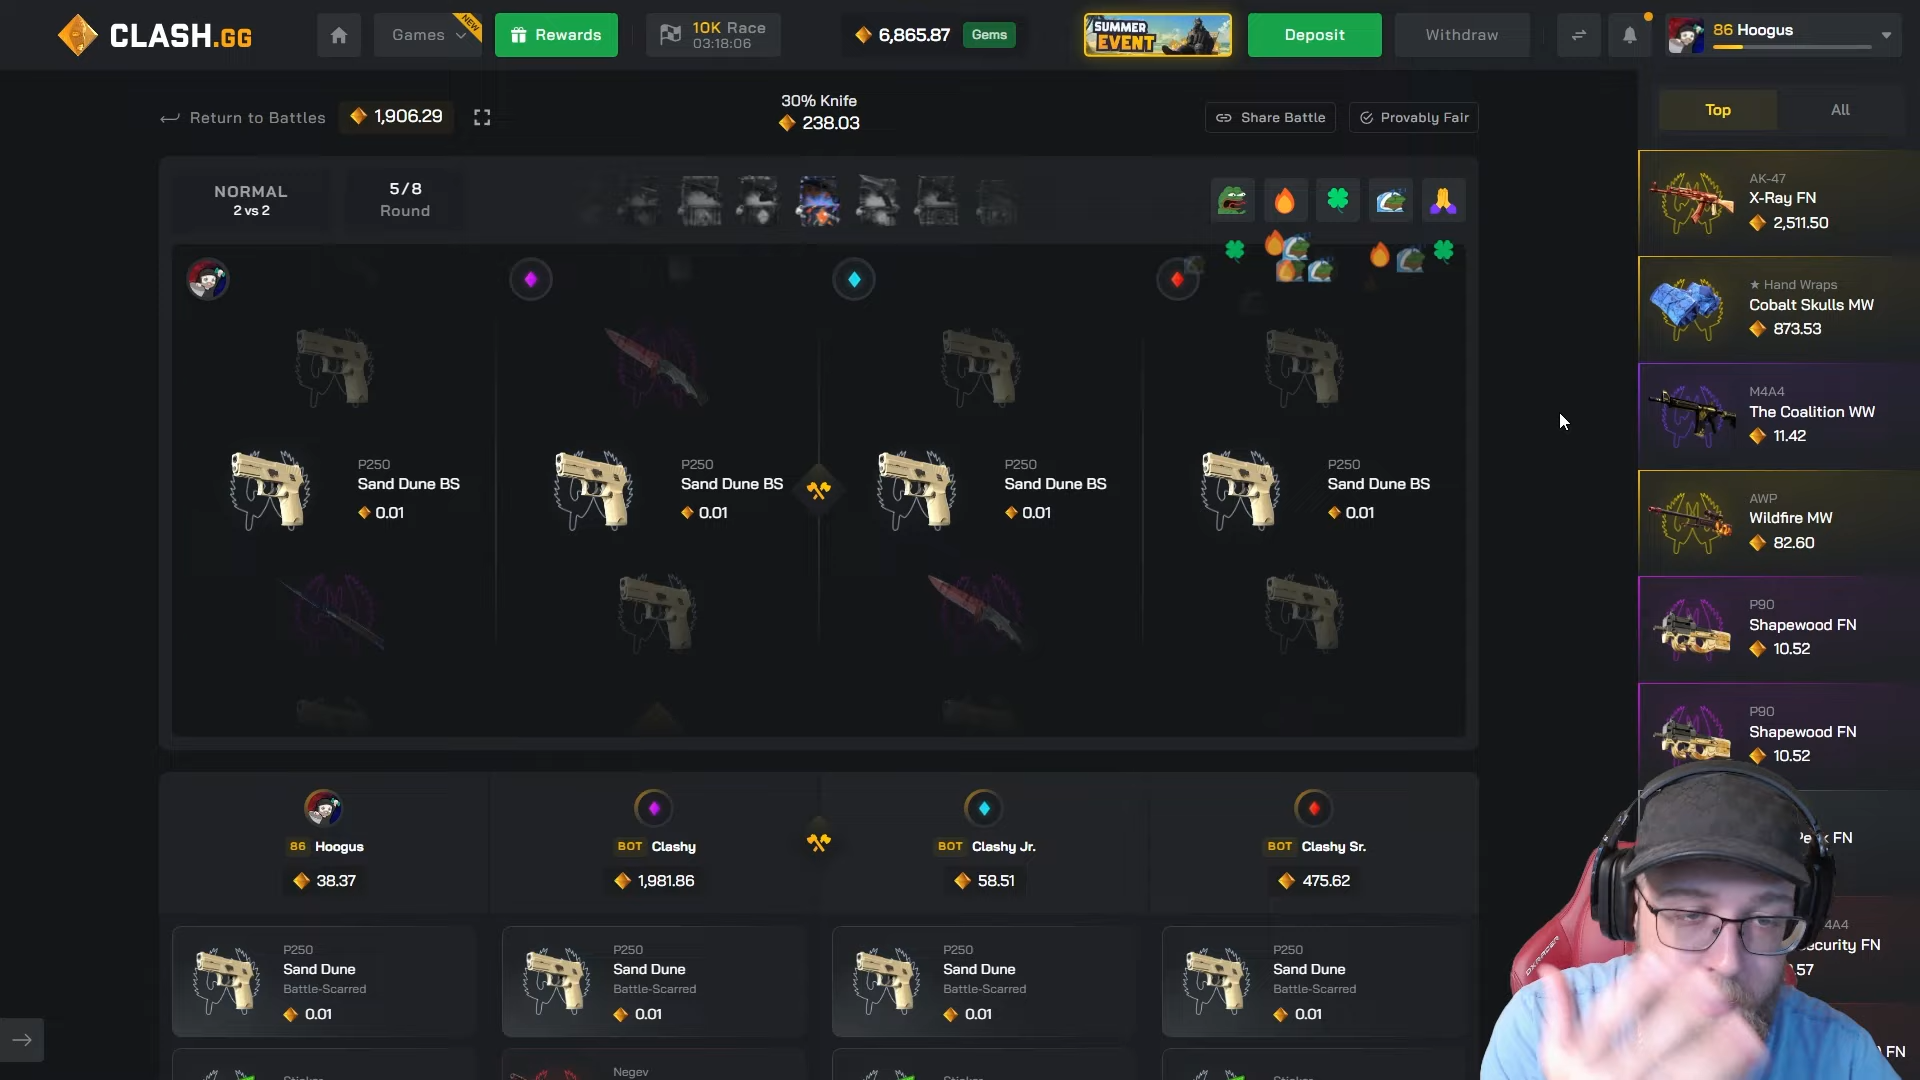 CLASH.GG
Games
NEW
Rewards
10K Race
03:18:06
6,865.87
Gems
SUMMER
EVENT
Deposit
Withdraw
86 Hoogus
Return to Battles
1,906.29
30% Knife
238.03
Share Battle
Provably Fair
Top
All
NORMAL
2 vs 2
5/8
Round
P250
Sand Dune BS
0.01
P250
Sand Dune BS
0.01
P250
Sand Dune BS
0.01
P250
Sand Dune BS
0.01
AK-47
X-Ray FN
2,511.50
★ Hand Wraps
Cobalt Skulls MW
873.53
M4A4
The Coalition WW
11.42
AWP
Wildfire MW
82.60
P90
Shapewood FN
10.52
P90
Shapewood FN
10.52
FN
FN
FN
86 Hoogus
38.37
BOT Clashy
1,981.86
BOT Clashy Jr.
58.51
BOT Clashy Sr.
475.62
P250
Sand Dune
Battle-Scarred
0.01
P250
Sand Dune
Battle-Scarred
0.01
P250
Sand Dune
Battle-Scarred
0.01
P250
Sand Dune
Battle-Scarred
0.01
Negev
DXRACER